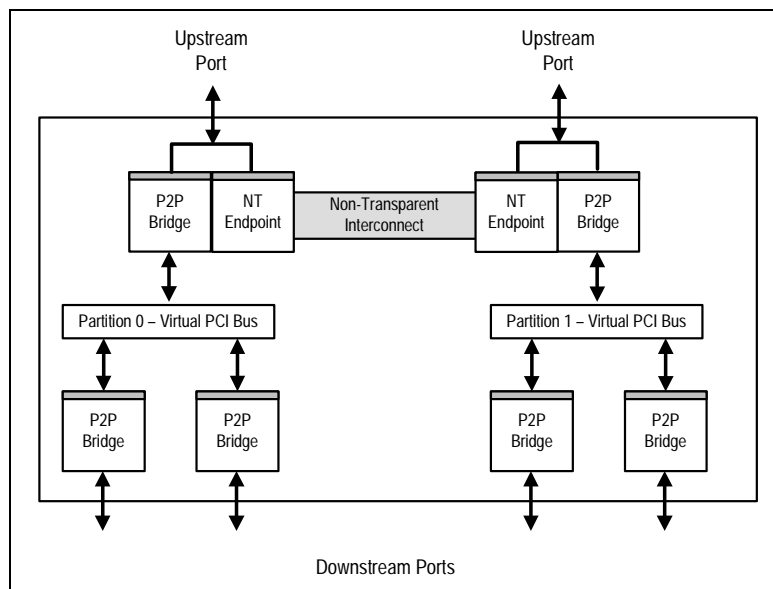 Upstream
Port
Upstream
Port
P2P
Bridge
NT
Endpoint
Non-Transparent
Interconnect
NT
Endpoint
P2P
Bridge
Partition 0 – Virtual PCI Bus
Partition 1 – Virtual PCI Bus
P2P
Bridge
P2P
Bridge
P2P
Bridge
P2P
Bridge
Downstream Ports